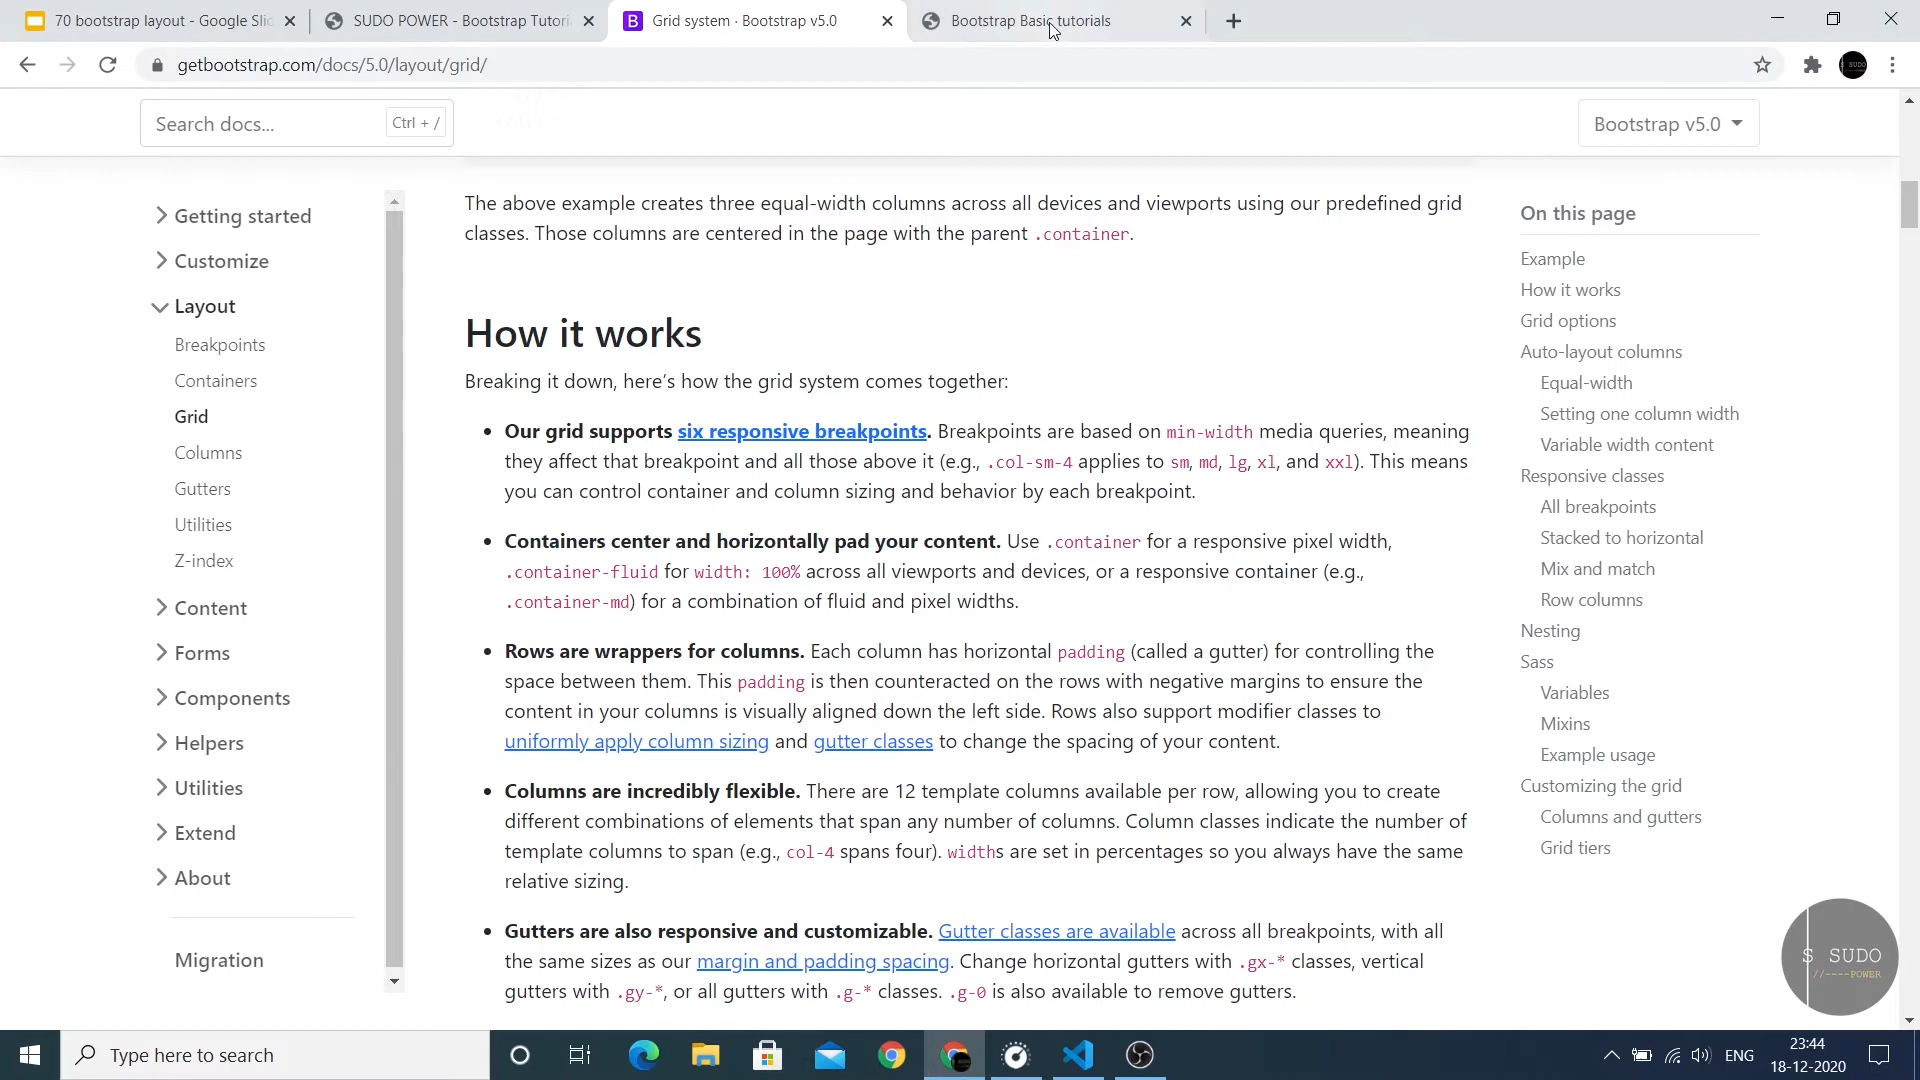 70 bootstrap layout - Google Slid
SUDO POWER - Bootstrap Tutori
Grid system · Bootstrap v5.0
Bootstrap Basic tutorials
getbootstrap.com/docs/5.0/layout/grid/
Search docs...
Ctrl + /
Bootstrap v5.0
Getting started
Customize
Layout
Breakpoints
Containers
Grid
Columns
Gutters
Utilities
Z-index
Content
Forms
Components
Helpers
Utilities
Extend
About
Migration
The above example creates three equal-width columns across all devices and viewports using our predefined grid
classes. Those columns are centered in the page with the parent .container.
How it works
Breaking it down, here’s how the grid system comes together:
Our grid supports six responsive breakpoints. Breakpoints are based on min-width media queries, meaning
they affect that breakpoint and all those above it (e.g., .col-sm-4 applies to sm, md, lg, xl, and xxl). This means
you can control container and column sizing and behavior by each breakpoint.
Containers center and horizontally pad your content. Use .container for a responsive pixel width,
.container-fluid for width: 100% across all viewports and devices, or a responsive container (e.g.,
.container-md) for a combination of fluid and pixel widths.
Rows are wrappers for columns. Each column has horizontal padding (called a gutter) for controlling the
space between them. This padding is then counteracted on the rows with negative margins to ensure the
content in your columns is visually aligned down the left side. Rows also support modifier classes to
uniformly apply column sizing and gutter classes to change the spacing of your content.
Columns are incredibly flexible. There are 12 template columns available per row, allowing you to create
different combinations of elements that span any number of columns. Column classes indicate the number of
template columns to span (e.g., col-4 spans four). widths are set in percentages so you always have the same
relative sizing.
Gutters are also responsive and customizable. Gutter classes are available across all breakpoints, with all
the same sizes as our margin and padding spacing. Change horizontal gutters with .gx-* classes, vertical
gutters with .gy-*, or all gutters with .g-* classes. .g-0 is also available to remove gutters.
On this page
Example
How it works
Grid options
Auto-layout columns
Equal-width
Setting one column width
Variable width content
Responsive classes
All breakpoints
Stacked to horizontal
Mix and match
Row columns
Nesting
Sass
Variables
Mixins
Example usage
Customizing the grid
Columns and gutters
Grid tiers
S SUDO
//----POWER
Type here to search
ENG
23:44
18-12-2020